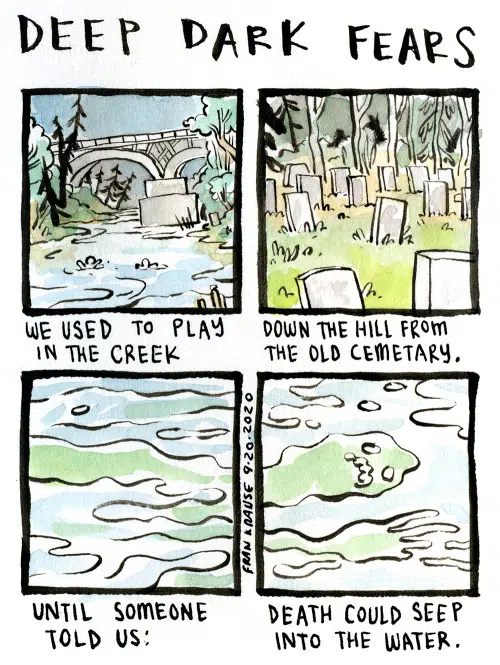 DEEP DARK FEARS
WE USED TO PLAY
IN THE CREEK
DOWN THE HILL FROM
THE OLD CEMETARY.
UNTIL SOMEONE
TOLD US:
FRAN KRAUSE 9.20.2020
DEATH COULD SEEP
INTO THE WATER.